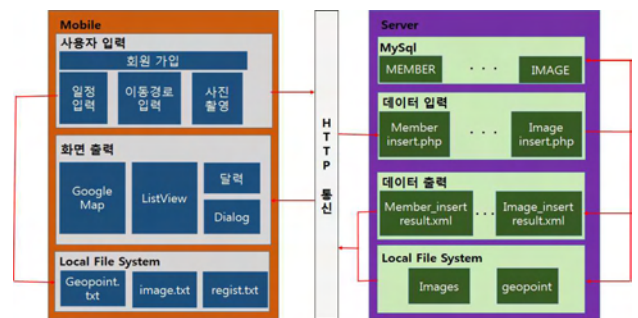 Mobile
사용자 입력
회원 가입
일정
입력
이동경로
입력
사진
촬영
화면 출력
Google
Map
ListView
달력
Dialog
Local File System
Geopoint.
txt
image.txt
regist.txt
HTTP 통신
Server
MySql
MEMBER
. . .
IMAGE
데이터 입력
Member
insert.php
. . .
Image
insert.php
데이터 출력
Member_insert
result.xml
. . .
Image_insert
result.xml
Local File System
Images
geopoint